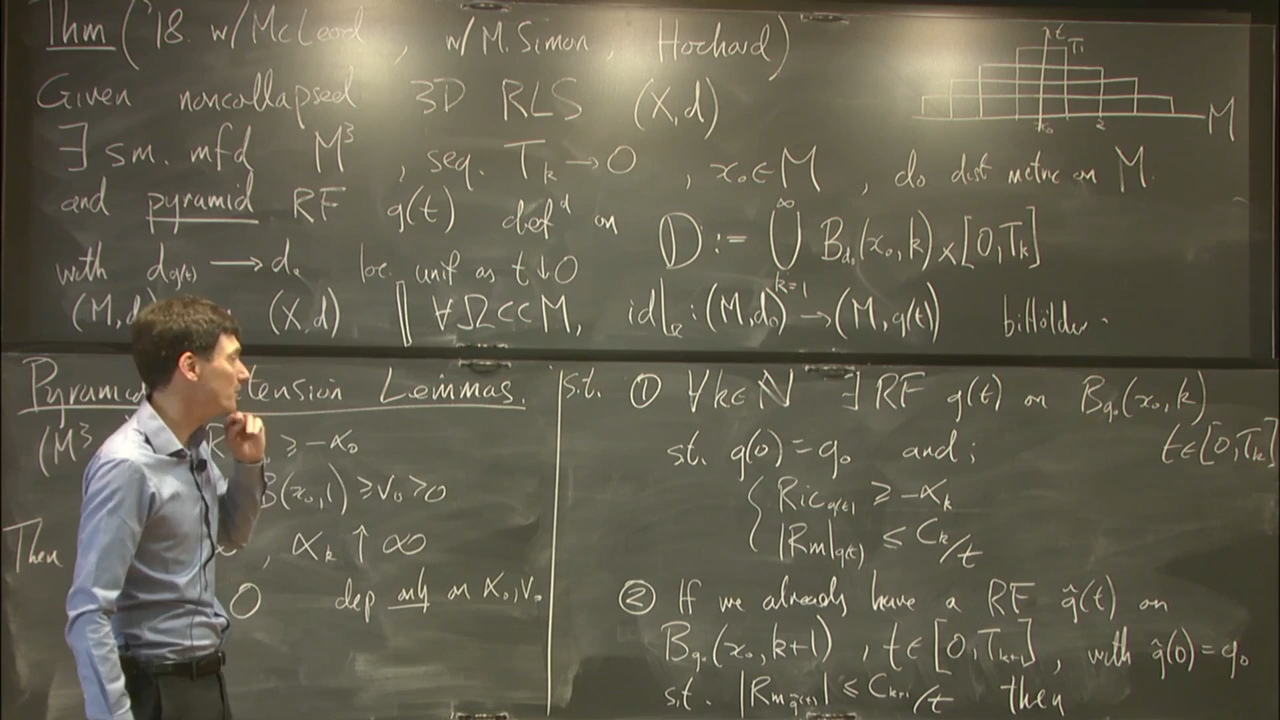 Thm ('18. w/McLeod, w/M. Simon, Hochard)
Given noncollapsed 3D RLS (X,d)
∃ sm. mfd M³, seq. T_k → 0, x₀∈M, d₀ dist metric on M.
and pyramid RF g(t) defᵈ on D := ∞ ∪ k=1 B_{d₀}(x₀,k) × [0,T_k]
with d_{g(t)} → d₀ loc. unif as t↓0
(M,d (X,d) ‖ ∀Ω⊂⊂M, id|_Ω : (M,d₀) → (M,g(t)) biHölder.
t
T₁
x₀ 2
M
Pyramid tension Lemmas.
(M³ ≥ -α₀
B(x₀,1) ≥ v₀ > 0
Then , α_k ↑ ∞
0 dep only on α₀, v₀
s.t. ① ∀k∈ℕ ∃ RF g(t) on B_{g₀}(x₀,k)
t∈[0,T_k]
st. g(0) = g₀ and ;
{ Ric_{g(t)} ≥ -α_k
|Rm|_{g(t)} ≤ C_k/t
② If we already have a RF ĝ(t) on
B_{g₀}(x₀,k+1), t∈[0,T_{k+1}], with ĝ(0) = g₀
st. |Rm_{ĝ(t)}| ≤ C_{k+1}/t then